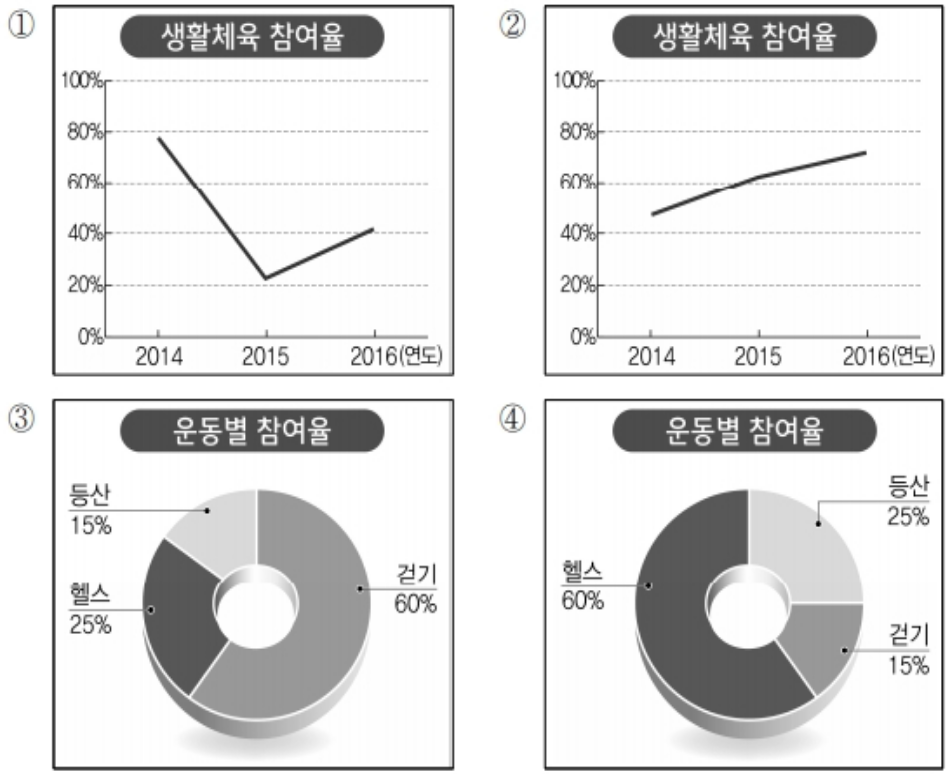 ① 생활체육 참여율
100%
80%
60%
40%
20%
0%
2014 2015 2016(연도)
② 생활체육 참여율
100%
80%
60%
40%
20%
0%
2014 2015 2016(연도)
③ 운동별 참여율
등산
15%
헬스
25%
걷기
60%
④ 운동별 참여율
등산
25%
헬스
60%
걷기
15%